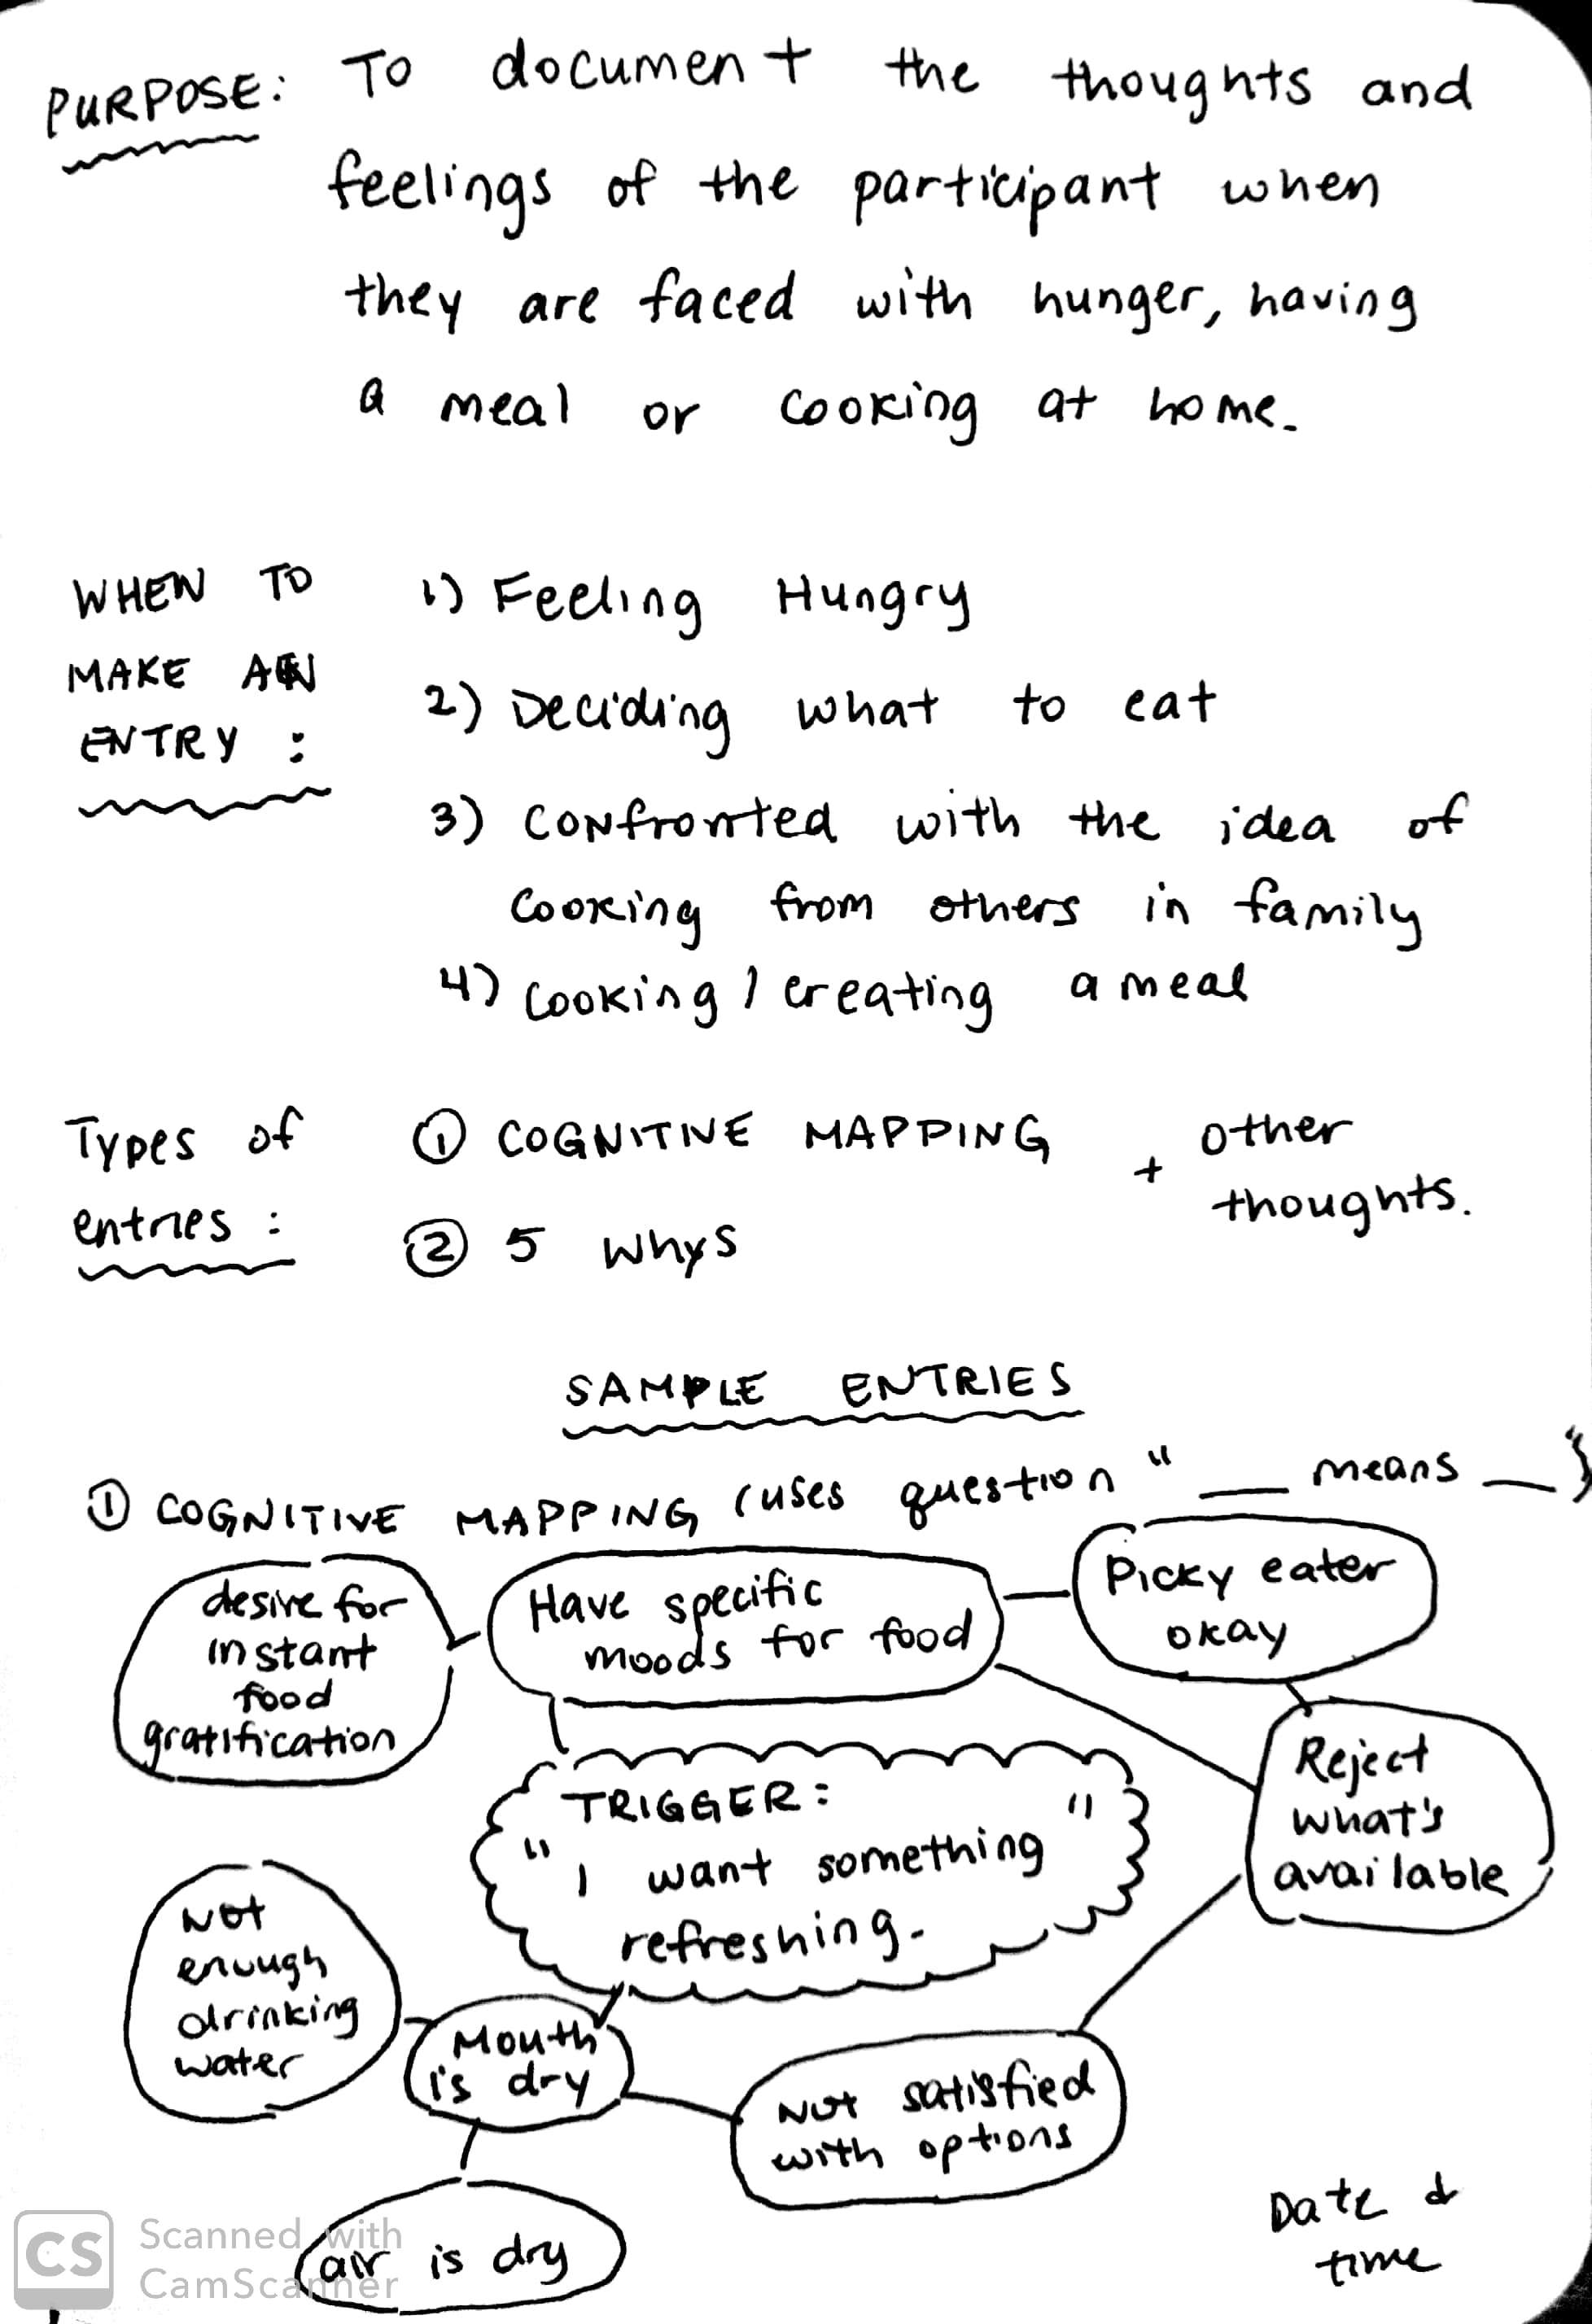 PURPOSE: To document the thoughts and
feelings of the participant when
they are faced with hunger, having
a meal or cooking at home.
WHEN TO
MAKE AN
ENTRY :
1) Feeling Hungry
2) Deciding what to eat
3) Confronted with the idea of
cooking from others in family
4) Cooking / creating a meal
Types of
entries :
① COGNITIVE MAPPING
② 5 Whys
+ other
thoughts.
SAMPLE ENTRIES
① COGNITIVE MAPPING (uses question "__ means __")
desire for
instant
food
gratification
Have specific
moods for food
Picky eater
okay
Reject
what's
available
TRIGGER:
"I want something
refreshing."
Not
enough
drinking
water
Mouth
is dry
Not satisfied
with options
air is dry
Date &
time
CS
Scanned with
CamScanner